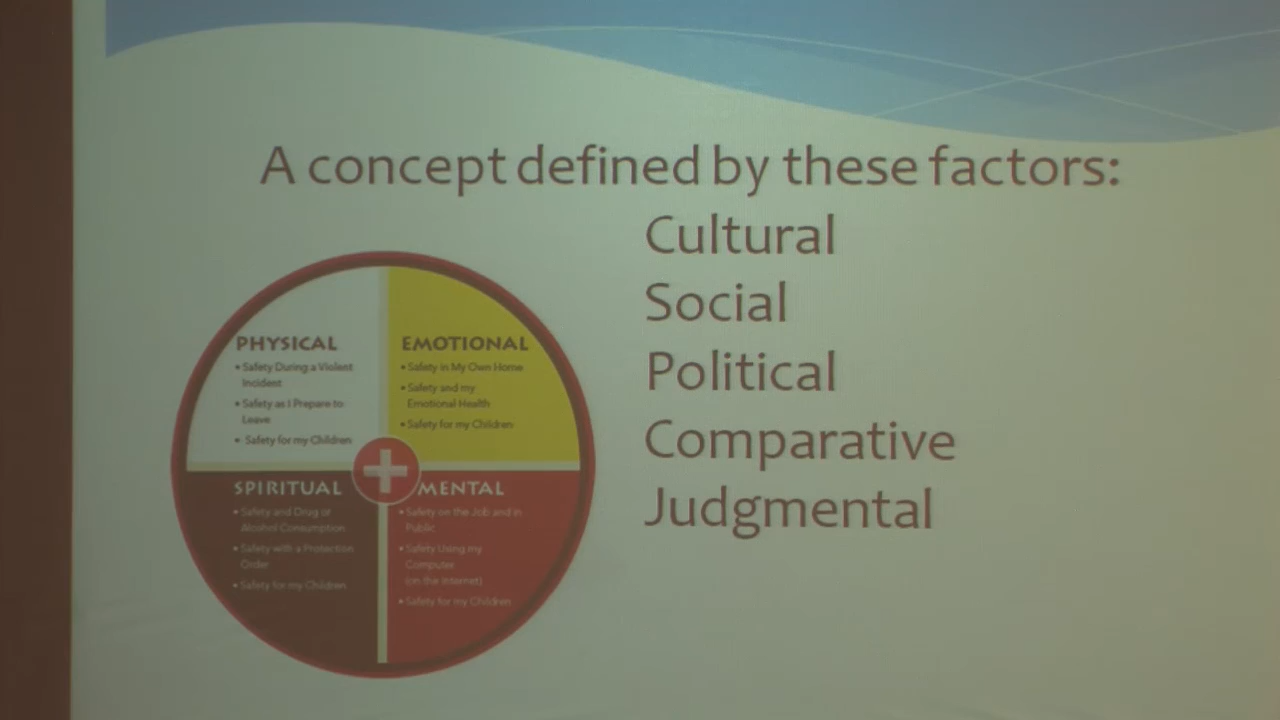 A concept defined by these factors:
Cultural
Social
Political
Comparative
Judgmental
PHYSICAL
• Safety During a Violent
Incident
• Safety as I Prepare to
Leave
• Safety for my Children
EMOTIONAL
• Safety in My Own Home
• Safety and my
Emotional Health
• Safety for my Children
SPIRITUAL
• Safety and Drug or
Alcohol Consumption
• Safety with a Protection
Order
• Safety for my Children
MENTAL
• Safety on the Job and in
Public
• Safety Using my
Computer
(on the Internet)
• Safety for my Children